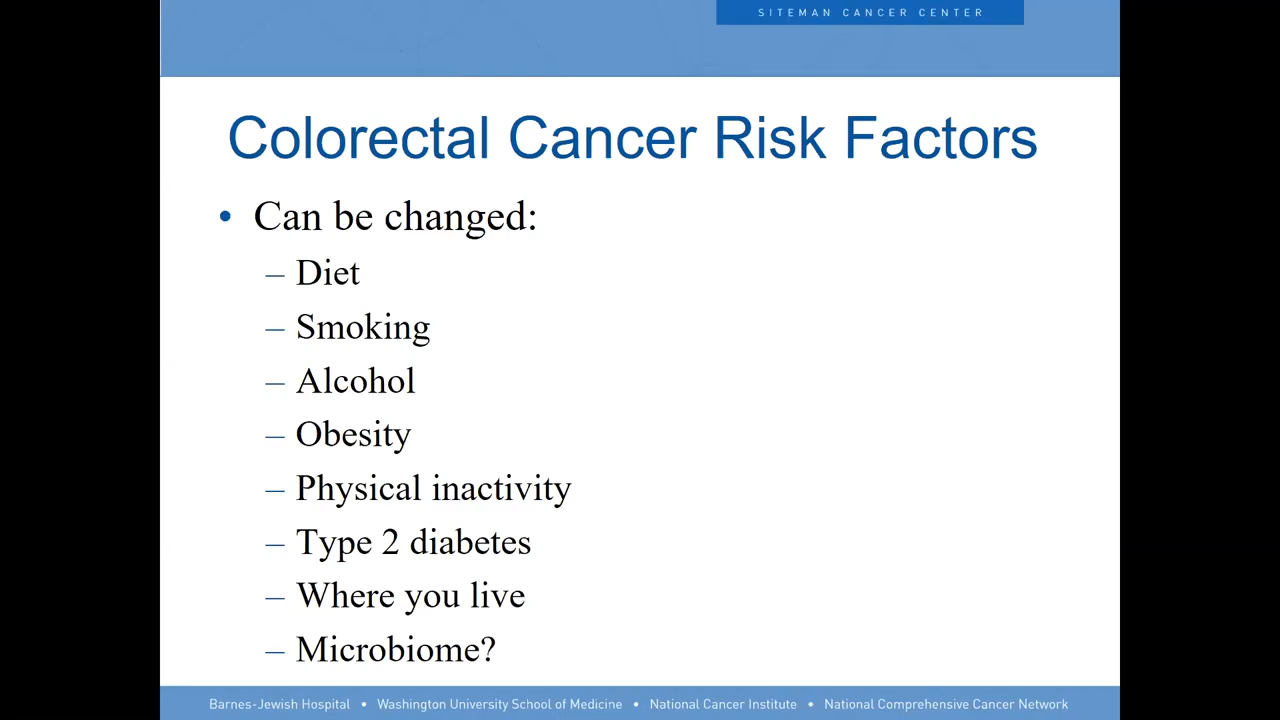 SITEMAN CANCER CENTER
Colorectal Cancer Risk Factors
• Can be changed:
– Diet
– Smoking
– Alcohol
– Obesity
– Physical inactivity
– Type 2 diabetes
– Where you live
– Microbiome?
Barnes-Jewish Hospital • Washington University School of Medicine • National Cancer Institute • National Comprehensive Cancer Network